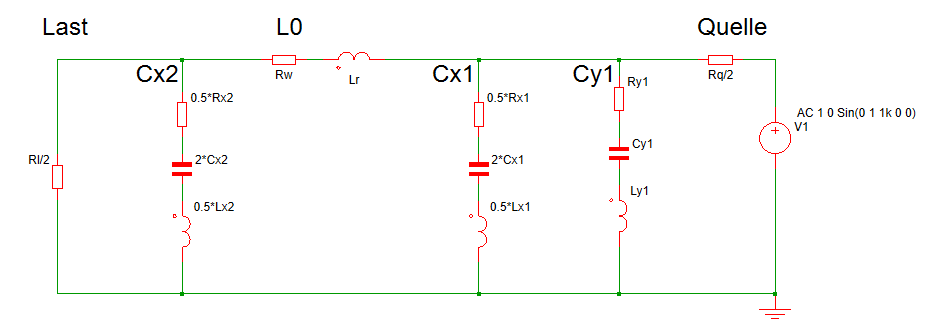 Last
L0
Quelle
Cx2
Rw
Lr
Cx1
Cy1
Rq/2
Ry1
0.5*Rx2
0.5*Rx1
AC 1 0 Sin(0 1 1k 0 0)
V1
Rl/2
2*Cx2
2*Cx1
Cy1
0.5*Lx2
0.5*Lx1
Ly1